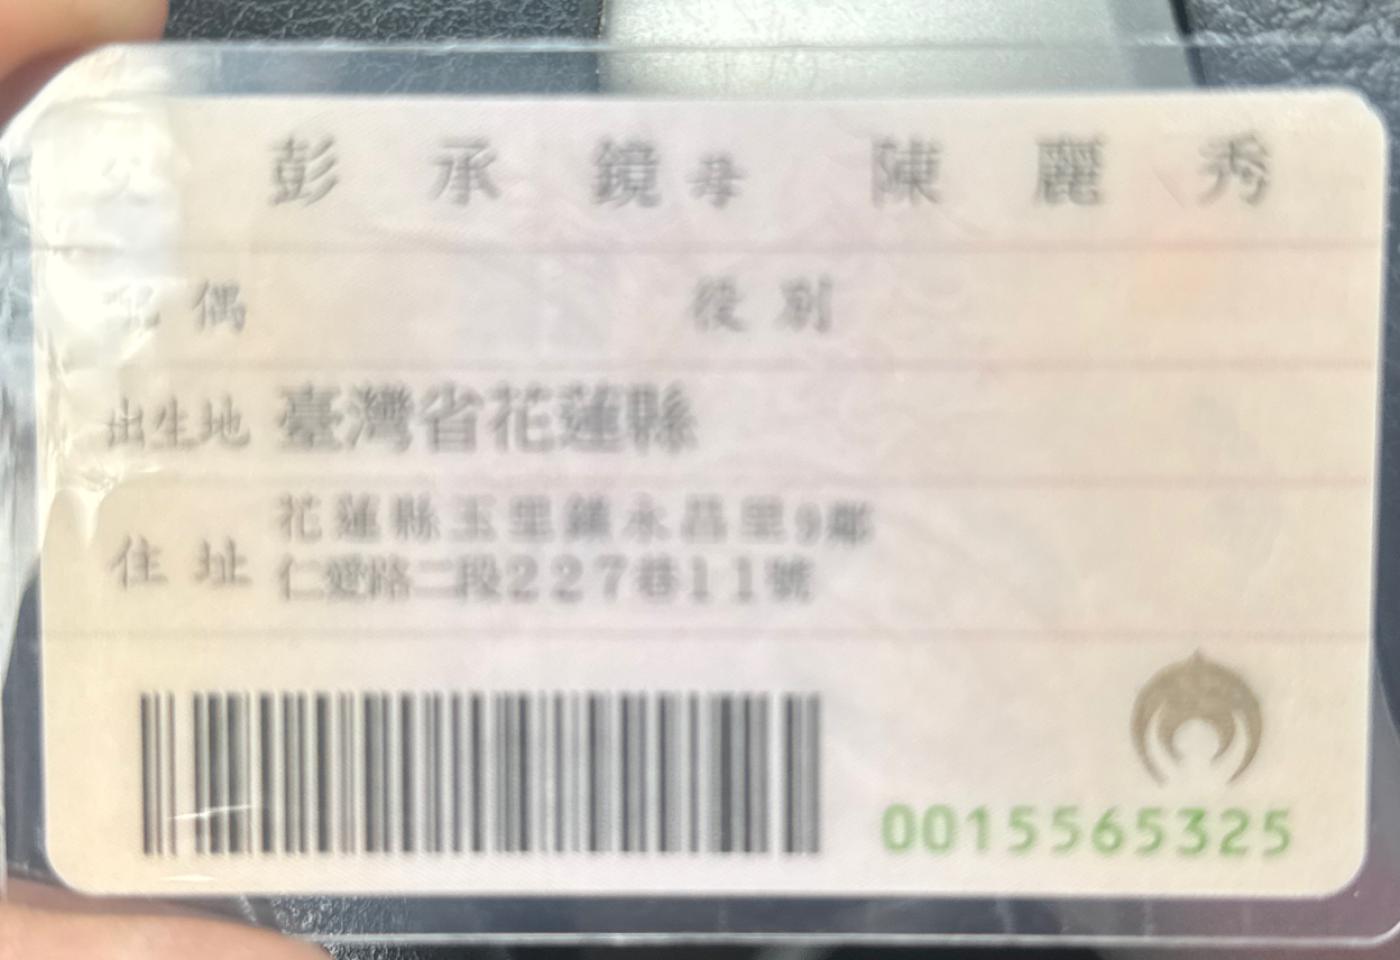 父 彭承鏡 母 陳麗秀
配偶 役別
出生地 臺灣省花蓮縣
住址 花蓮縣玉里鎮永昌里9鄰
仁愛路二段227巷11號
0015565325